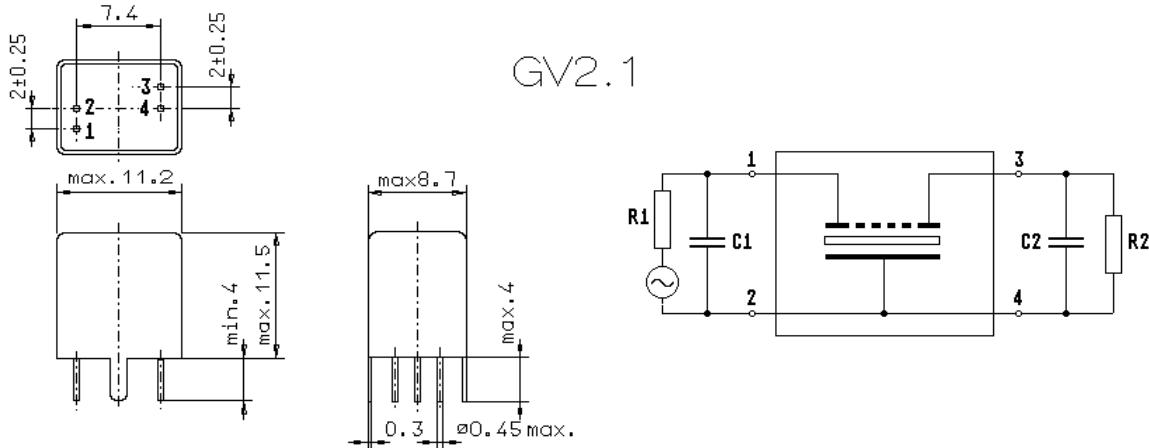 7.4
2±0.25
2±0.25
3
2 4
1
GV2.1
max.11.2
max8.7
min.4
max.11.5
max.4
0.3
ø0.45max.
1
3
R1
C1
C2
R2
2
4